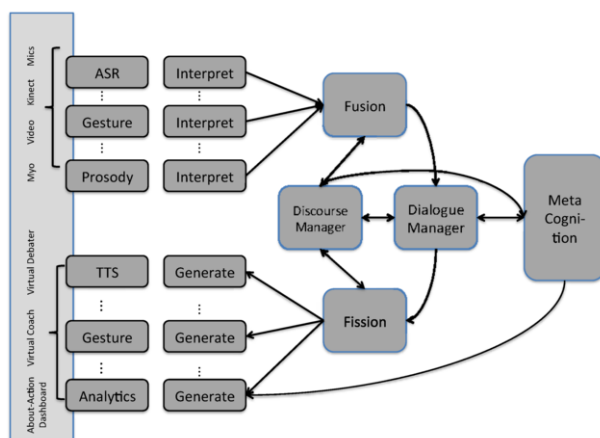 Mics
Kinect
Video
Myo
ASR
Interpret
Gesture
Interpret
Prosody
Interpret
Fusion
Discourse
Manager
Dialogue
Manager
Meta
Cogni-
tion
Fission
Virtual Debater
Virtual Coach
About-Action
Dashboard
TTS
Generate
Gesture
Generate
Analytics
Generate